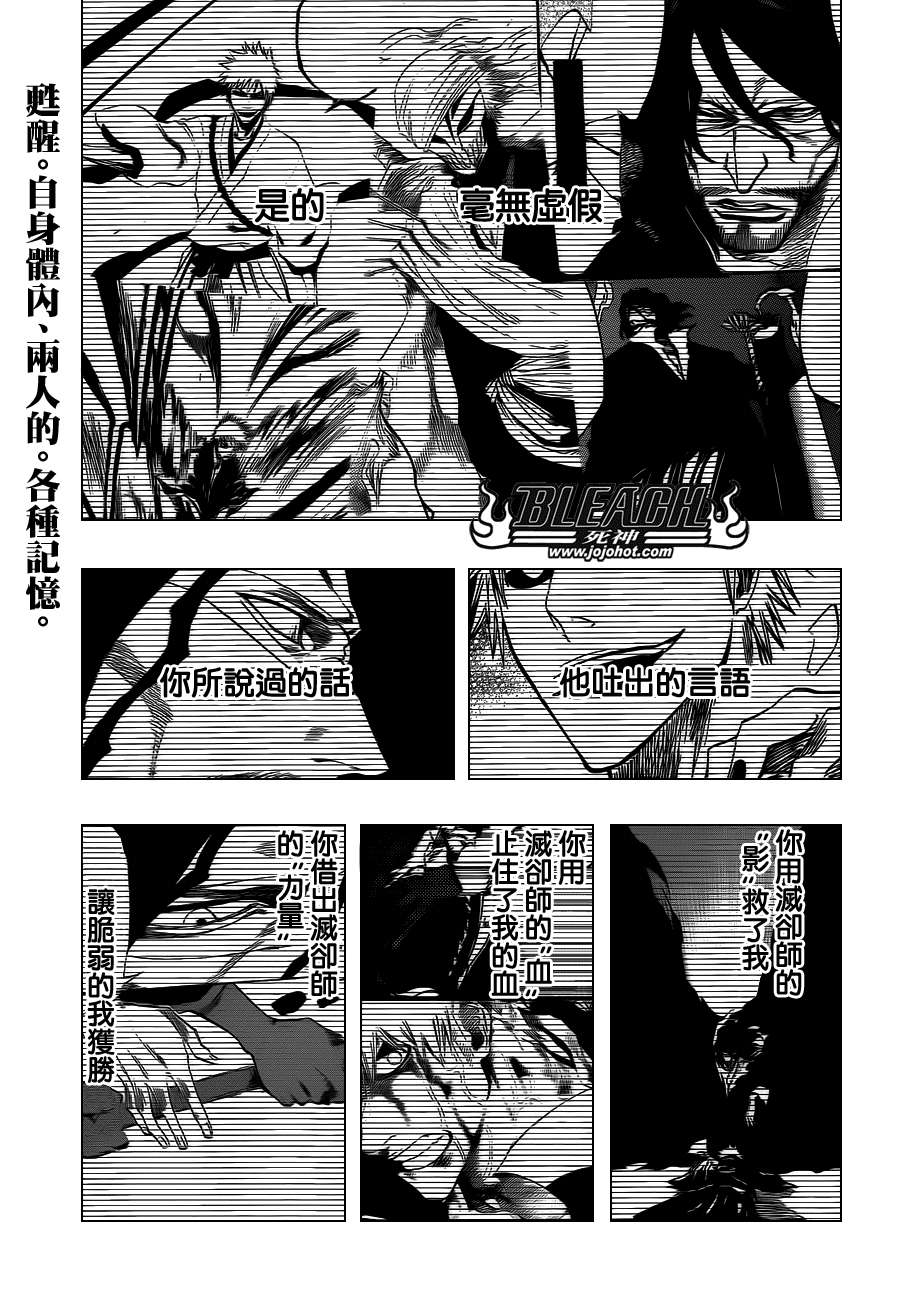 毫無虛假
是的
甦醒。自身體內、兩人的。各種記憶。
BLEACH
死神
www.jojohot.com
他吐出的言語
你所說過的話
你用滅卻師的
"影"救了我
你用
滅卻師的"血"
止住了我的血
你借出滅卻師
的"力量"
讓脆弱的我獲勝